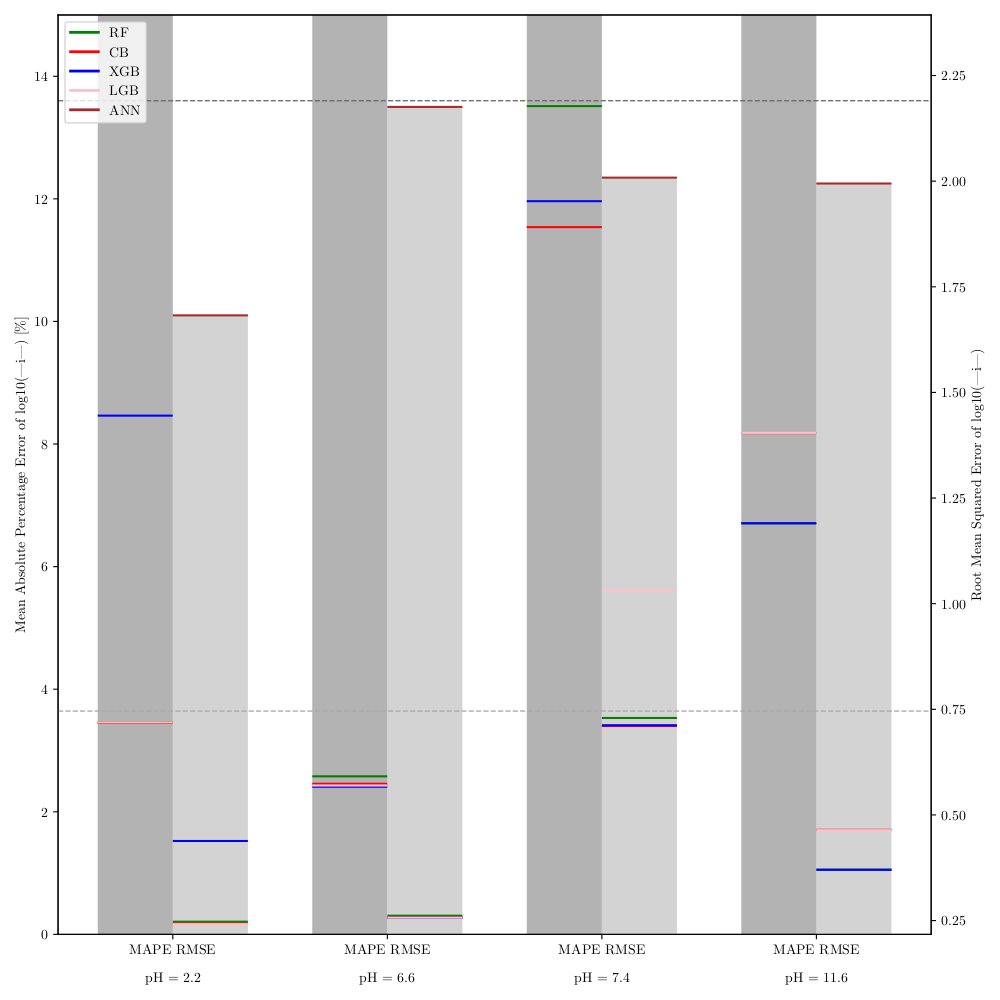 RF
CB
XGB
LGB
ANN
14
12
10
8
6
4
2
0
Mean Absolute Percentage Error of log10(—i—) [%]
2.25
2.00
1.75
1.50
1.25
1.00
0.75
0.50
0.25
Root Mean Squared Error of log10(—i—)
MAPE RMSE MAPE RMSE MAPE RMSE MAPE RMSE
pH = 2.2 pH = 6.6 pH = 7.4 pH = 11.6